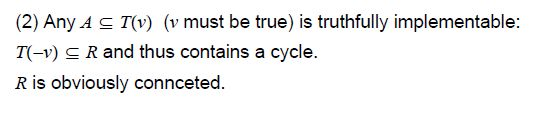 (2) Any A ⊆ T(v) (v must be true) is truthfully implementable:
T(−v) ⊆ R and thus contains a cycle.
R is obviously connceted.